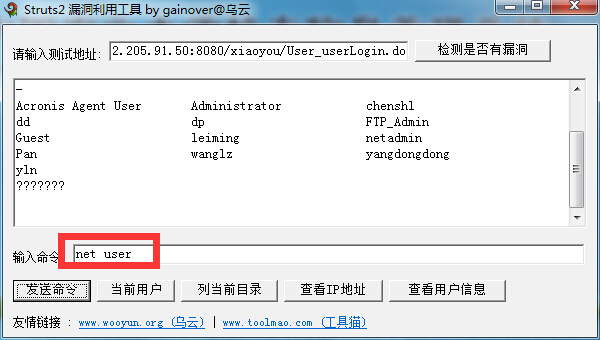 Struts2 漏洞利用工具 by gainover@乌云
请输入测试地址: 2.205.91.50:8080/xiaoyou/User_userLogin.do 检测是否有漏洞
-
Acronis Agent User Administrator chenshl
dd dp FTP_Admin
Guest leiming netadmin
Pan wanglz yangdongdong
yln
???????
输入命令 net user
发送命令 当前用户 列当前目录 查看IP地址 查看用户信息
友情链接 : www.wooyun.org (乌云) | www.toolmao.com (工具猫)